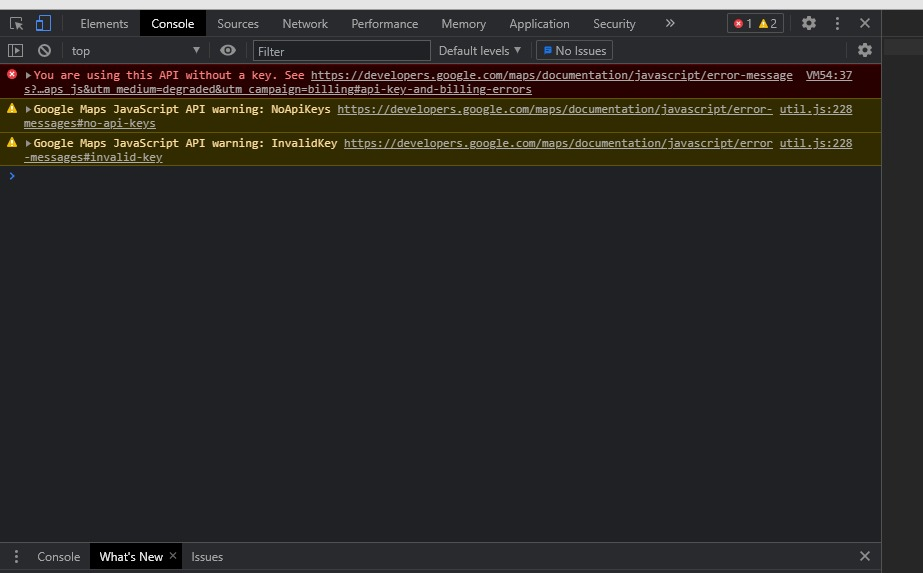 Elements Console Sources Network Performance Memory Application Security » 1 2
top Filter Default levels No Issues
You are using this API without a key. See https://developers.google.com/maps/documentation/javascript/error-message VM54:37
s?…aps_js&utm_medium=degraded&utm_campaign=billing#api-key-and-billing-errors
Google Maps JavaScript API warning: NoApiKeys https://developers.google.com/maps/documentation/javascript/error- util.js:228
messages#no-api-keys
Google Maps JavaScript API warning: InvalidKey https://developers.google.com/maps/documentation/javascript/error util.js:228
-messages#invalid-key
Console What's New Issues